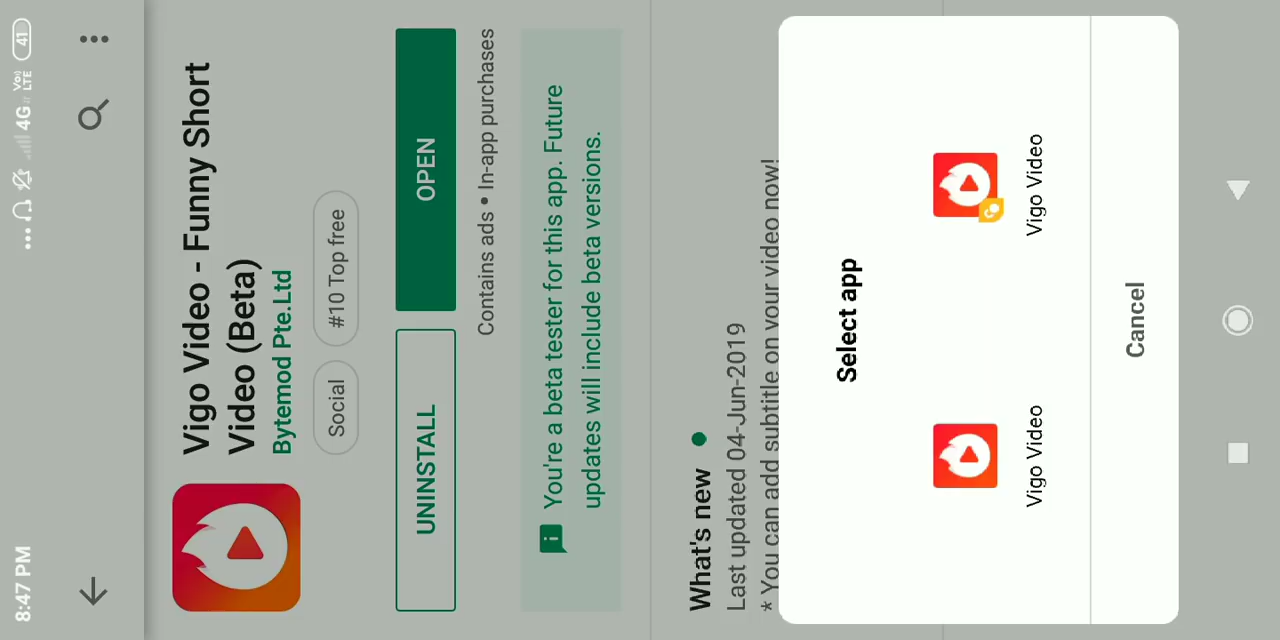 8:47 PM
... 4G Vo) LTE 41
Vigo Video - Funny Short
Video (Beta)
Bytemod Pte.Ltd
Social
#10 Top free
UNINSTALL
OPEN
Contains ads • In-app purchases
You're a beta tester for this app. Future
updates will include beta versions.
What's new
Last updated 04-Jun-2019
* You can add subtitle on your video now!
Select app
Vigo Video
Vigo Video
Cancel